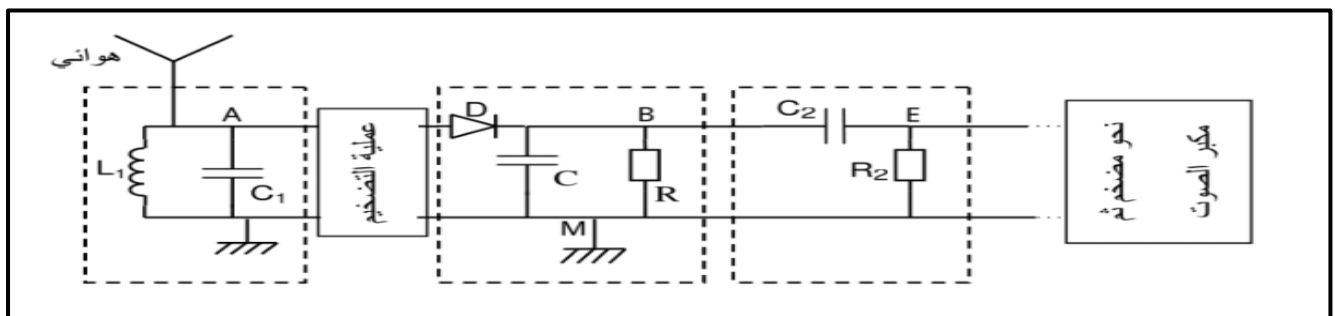 هوائي
A
L1
C1
عملية التضخيم
D
C
B
R
M
C2
E
R2
نحو مضخم ثم
مكبر الصوت